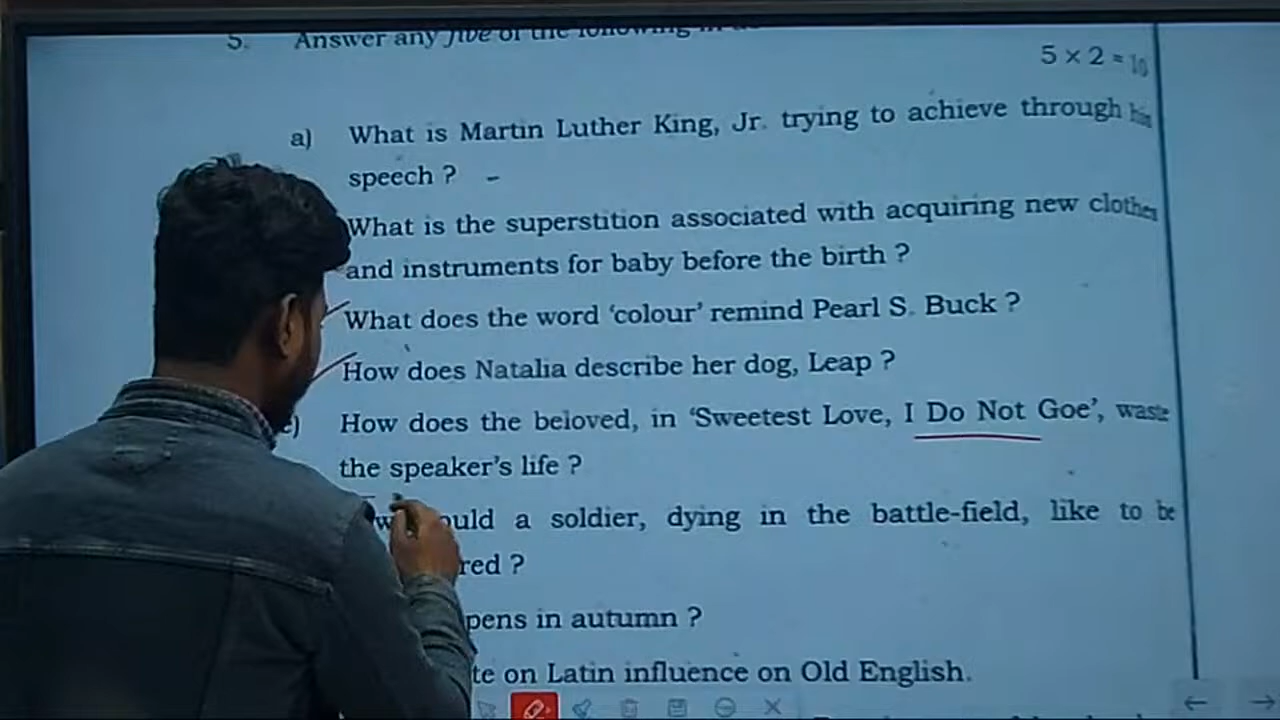 5. Answer any five of the following in
5 × 2 = 10
a) What is Martin Luther King, Jr. trying to achieve through his
speech ?
What is the superstition associated with acquiring new clothes
and instruments for baby before the birth ?
What does the word ‘colour’ remind Pearl S. Buck ?
How does Natalia describe her dog, Leap ?
e) How does the beloved, in ‘Sweetest Love, I Do Not Goe’, waste
the speaker’s life ?
a soldier, dying in the battle-field, like to be
in autumn ?
on Latin influence on Old English.